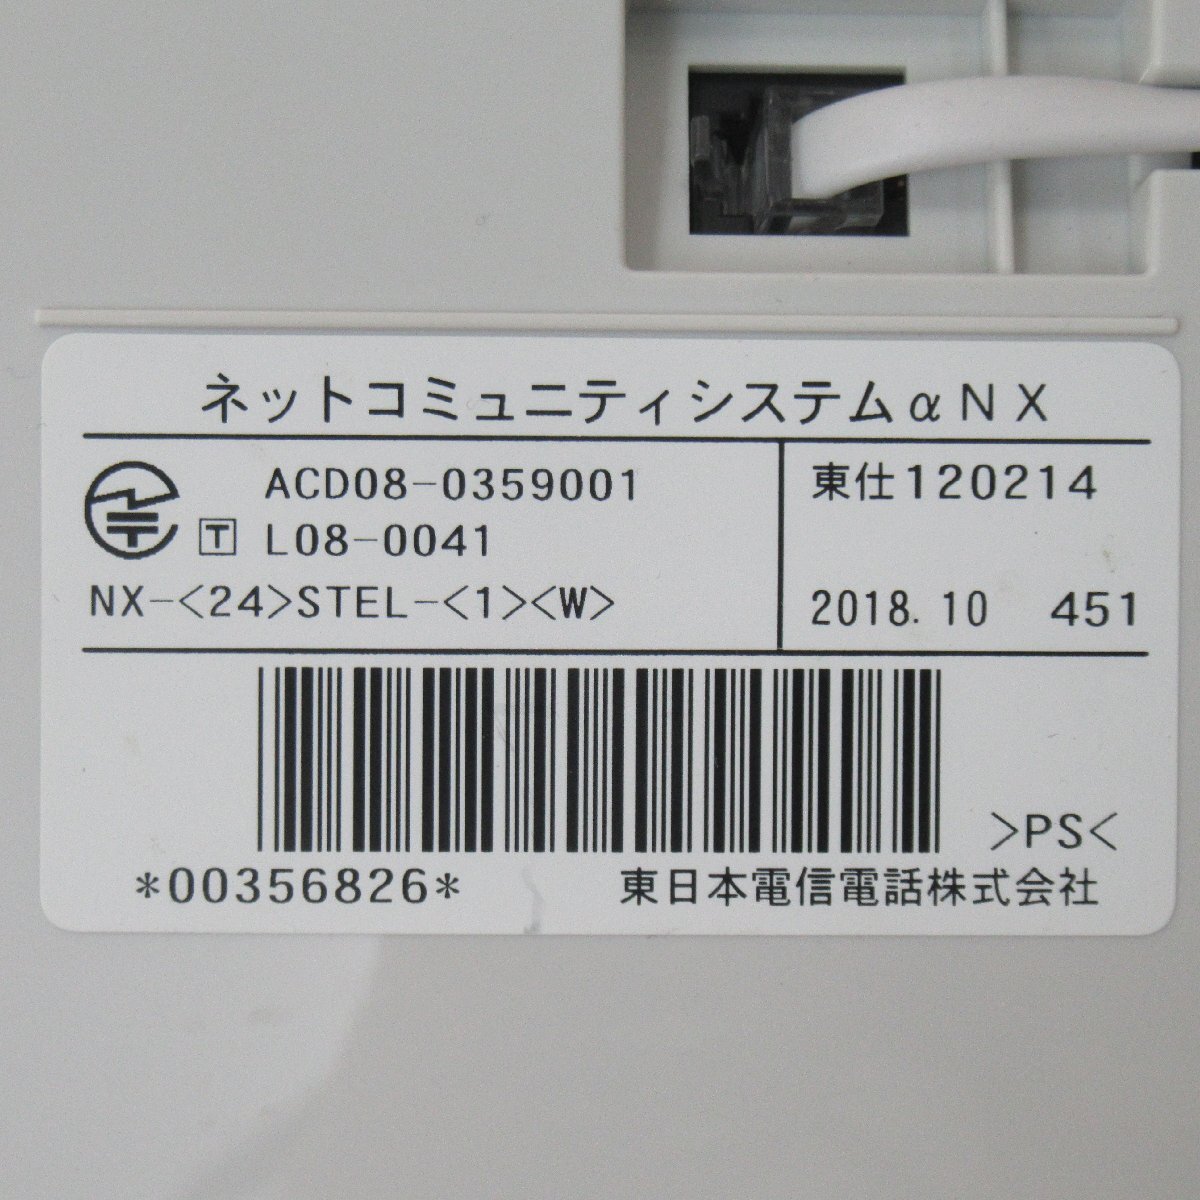 ネットコミュニティシステムαNX
ACD08-0359001
T L08-0041
NX-<24>STEL-<1><W>
東仕120214
2018.10 451
>PS<
*00356826*
東日本電信電話株式会社